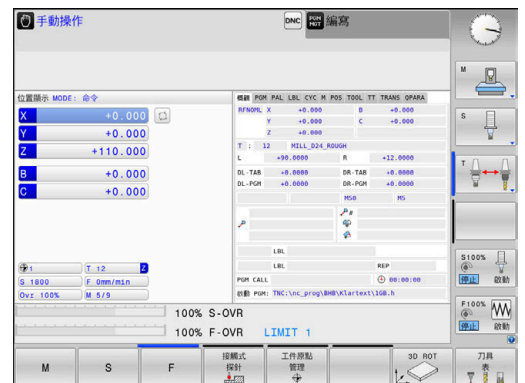 手動操作
DNC PGM MGT 編寫
位置顯示 MODE: 命令
X +0.000
Y +0.000
Z +110.000
B +0.000
C +0.000
1 T 12 Z
S 1800 F 0mm/min
Ovr 100% M 5/9
概觀 PGM PAL LBL CYC M POS TOOL TT TRANS QPARA
RFNOML X +0.000 B +0.000
Y +0.000 C +0.000
Z +0.000
T : 12 MILL_D24_ROUGH
L +90.0000 R +12.0000
DL-TAB +0.0000 DR-TAB +0.0000
DL-PGM +0.0000 DR-PGM +0.0000
M50 M5
P #
LBL
LBL REP
PGM CALL 00:00:00
啟動 PGM: TNC:\nc_prog\BHB\Klartext\1GB.h
100% S-OVR
100% F-OVR LIMIT 1
M
S
T
S100%
停止 啟動
F100%
停止 啟動
M
S
F
接觸式
探針
工件原點
管理
3D ROT
刀具
表